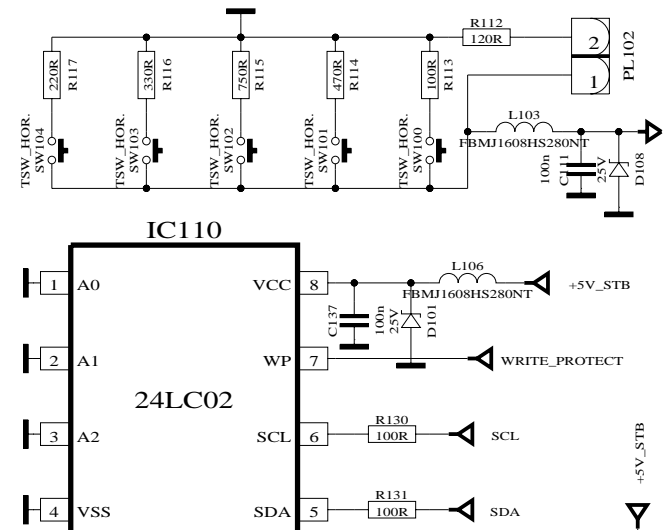 R112
120R
2
1
PL102
220R
R117
330R
R116
750R
R115
470R
R114
100R
R113
TSW_HOR.
SW104
TSW_HOR.
SW103
TSW_HOR.
SW102
TSW_HOR.
SW101
TSW_HOR.
SW100
L103
FBMJ1608HS280NT
100n
C111
25V
D108
IC110
1 A0
2 A1
3 A2
4 VSS
24LC02
VCC 8
WP 7
SCL 6
SDA 5
L106
FBMJ1608HS280NT
+5V_STB
C137
100n
25V
D101
WRITE_PROTECT
R130
100R
SCL
R131
100R
SDA
+5V_STB